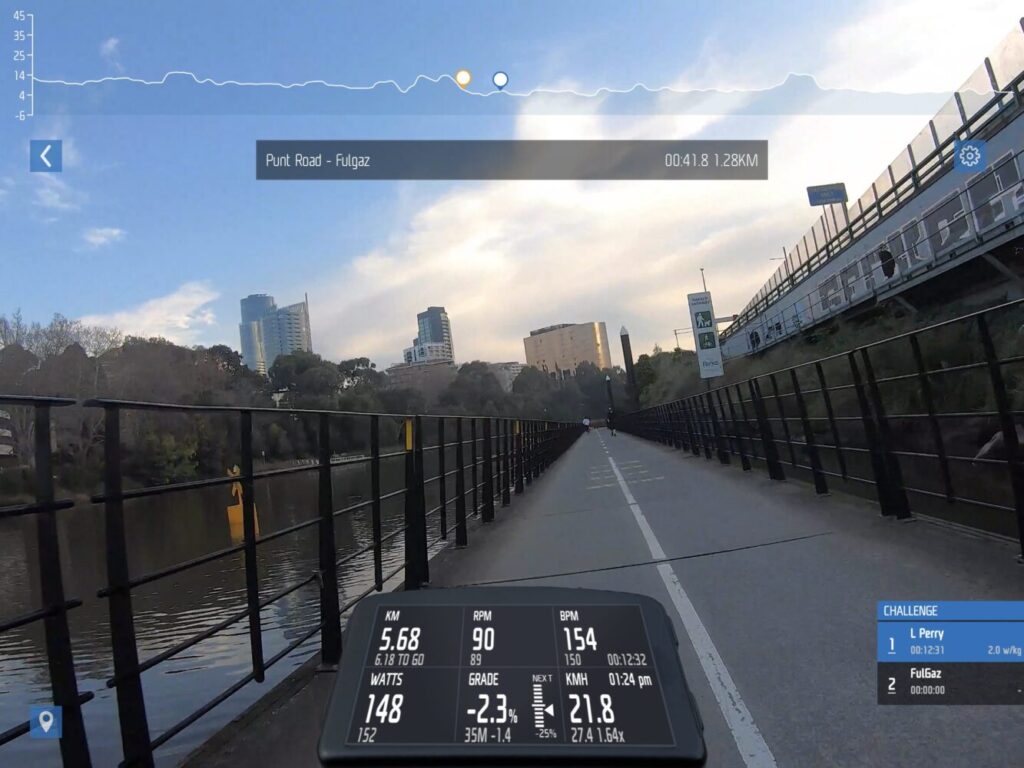 45
35
25
14
4
-6
Punt Road - Fulgaz 00:41.8 1.28KM
CHALLENGE
1 L Perry
00:12:31 2.0 w/kg
2 FulGaz
00:00:00 -
KM RPM BPM
5.68 90 154
6.18 TO GO 89 150 00:12:32
WATTS GRADE NEXT KMH 01:24 pm
148 -2.3% 21.8
152 35M -1.4 -25% 27.4 1.64x